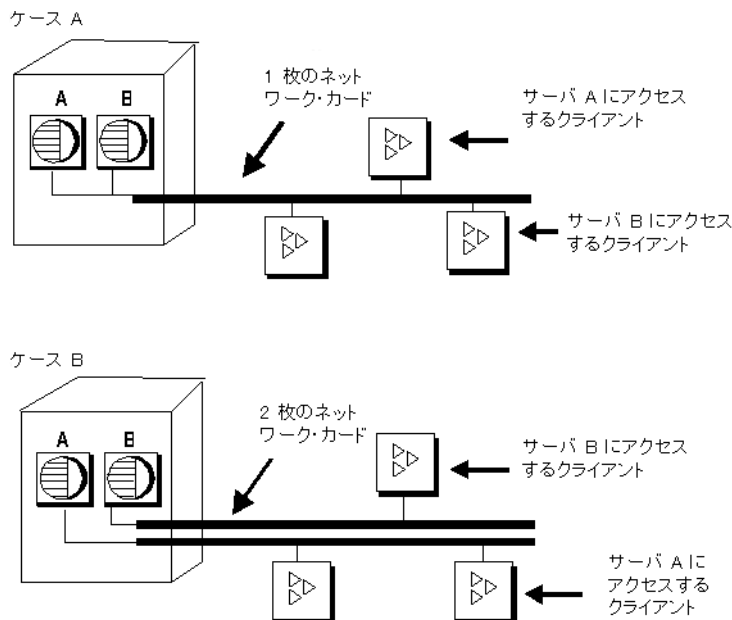 ケース A
A B
1 枚のネット
ワーク・カード
サーバ A にアクセス
するクライアント
サーバ B にアクセス
するクライアント
ケース B
A B
2 枚のネット
ワーク・カード
サーバ B にアクセス
するクライアント
サーバ A に
アクセスする
クライアント